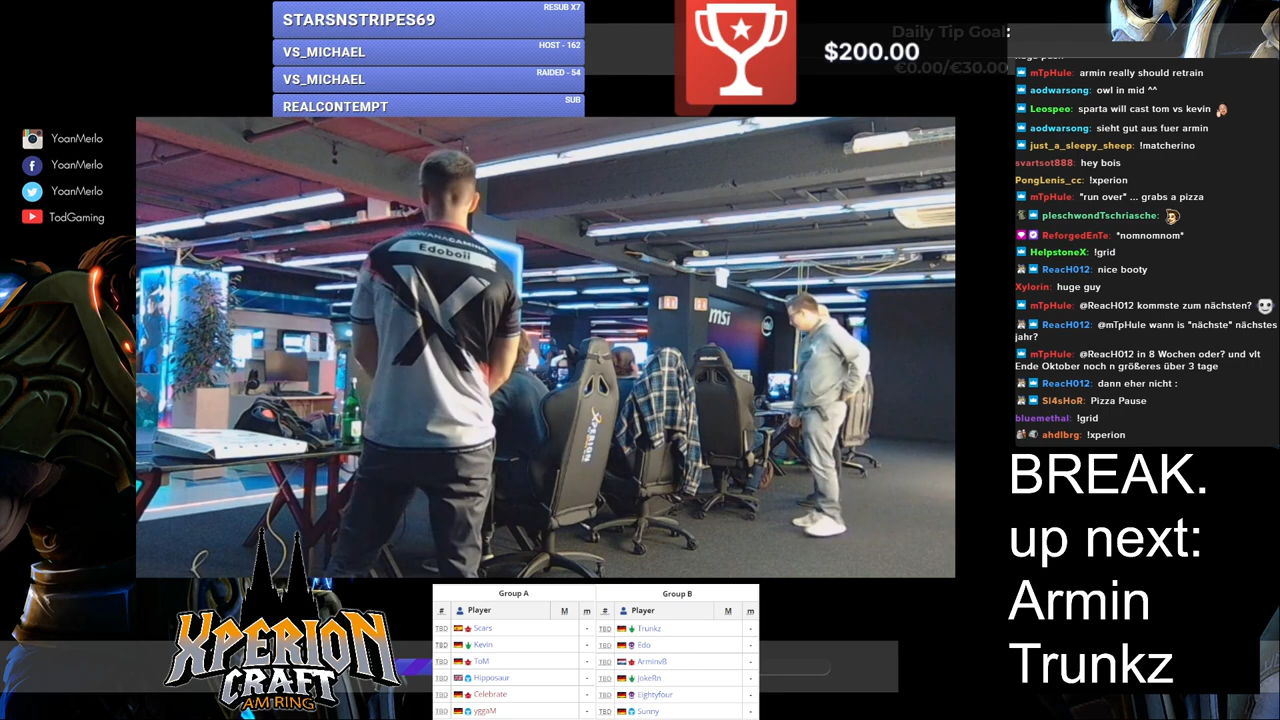 STARSNSTRIPES69
RESUB X7
VS_MICHAEL
HOST - 162
VS_MICHAEL
RAIDED - 54
REALCONTEMPT
SUB
$200.00
Daily Tip Goal:
€0.00/€30.00
YoanMerlo
YoanMerlo
YoanMerlo
TodGaming
Edoboii
msi
XPERION
mTpHule: armin really should retrain
aodwarsong: owl in mid ^^
Leospeo: sparta will cast tom vs kevin
aodwarsong: sieht gut aus fuer armin
just_a_sleepy_sheep: !matcherino
svartsot888: hey bois
PongLenis_cc: !xperion
mTpHule: "run over" ... grabs a pizza
pleschwondTschriasche:
ReforgedEnTe: *nomnomnom*
HelpstoneX: !grid
ReacH012: nice booty
Xylorin: huge guy
mTpHule: @ReacH012 kommste zum nächsten?
ReacH012: @mTpHule wann is "nächste" nächstes
jahr?
mTpHule: @ReacH012 in 8 Wochen oder? und vlt
Ende Oktober noch n größeres über 3 tage
ReacH012: dann eher nicht :
Sl4sHoR: Pizza Pause
bluemethal: !grid
ahdlbrg: !xperion
BREAK.
up next:
Armin
Trunkz
XPERION
CRAFT
AM RING
Group A
Group B
# Player M m
# Player M m
TBD Scars -
TBD Trunkz -
TBD Kevin -
TBD Edo -
TBD ToM -
TBD ArminvB -
TBD Hipposaur -
TBD JokeRn -
TBD Celebrate -
TBD Eightyfour -
TBD yggaM -
TBD Sunny -